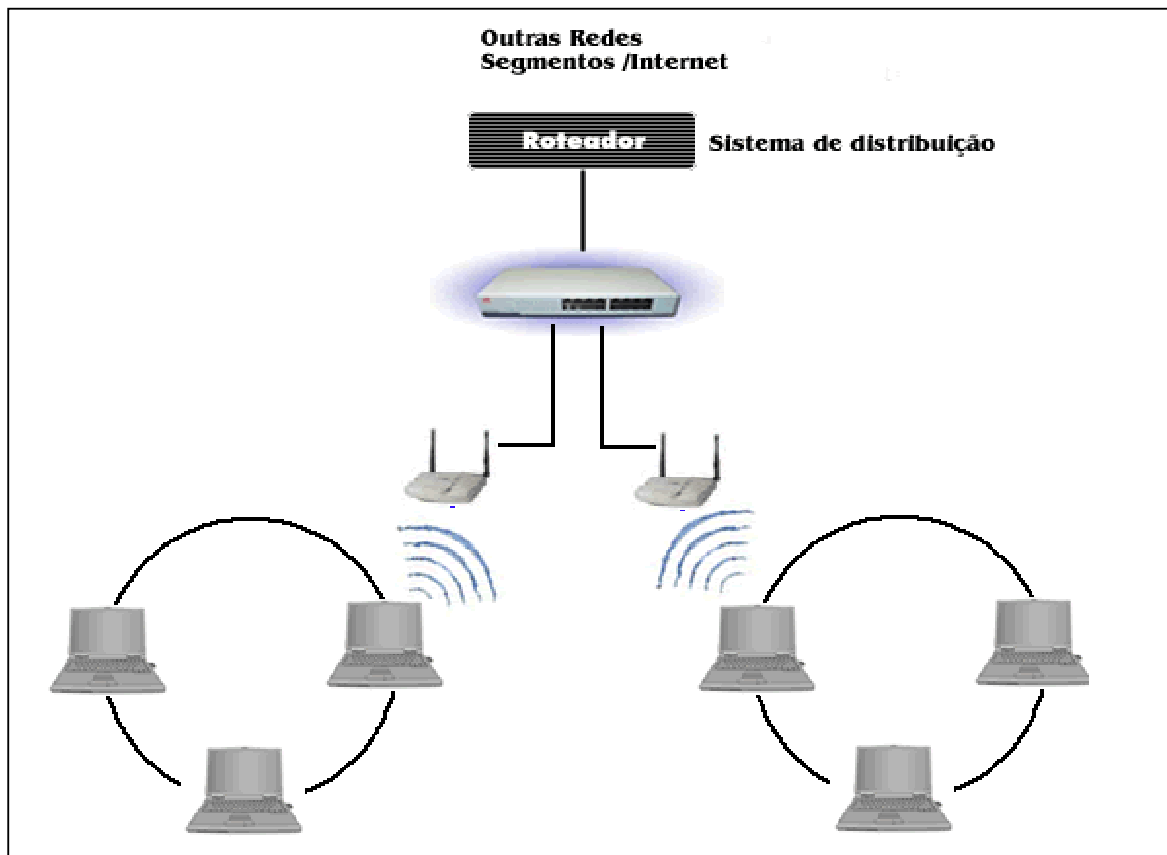 Outras Redes
Segmentos /Internet
Roteador
Sistema de distribuição